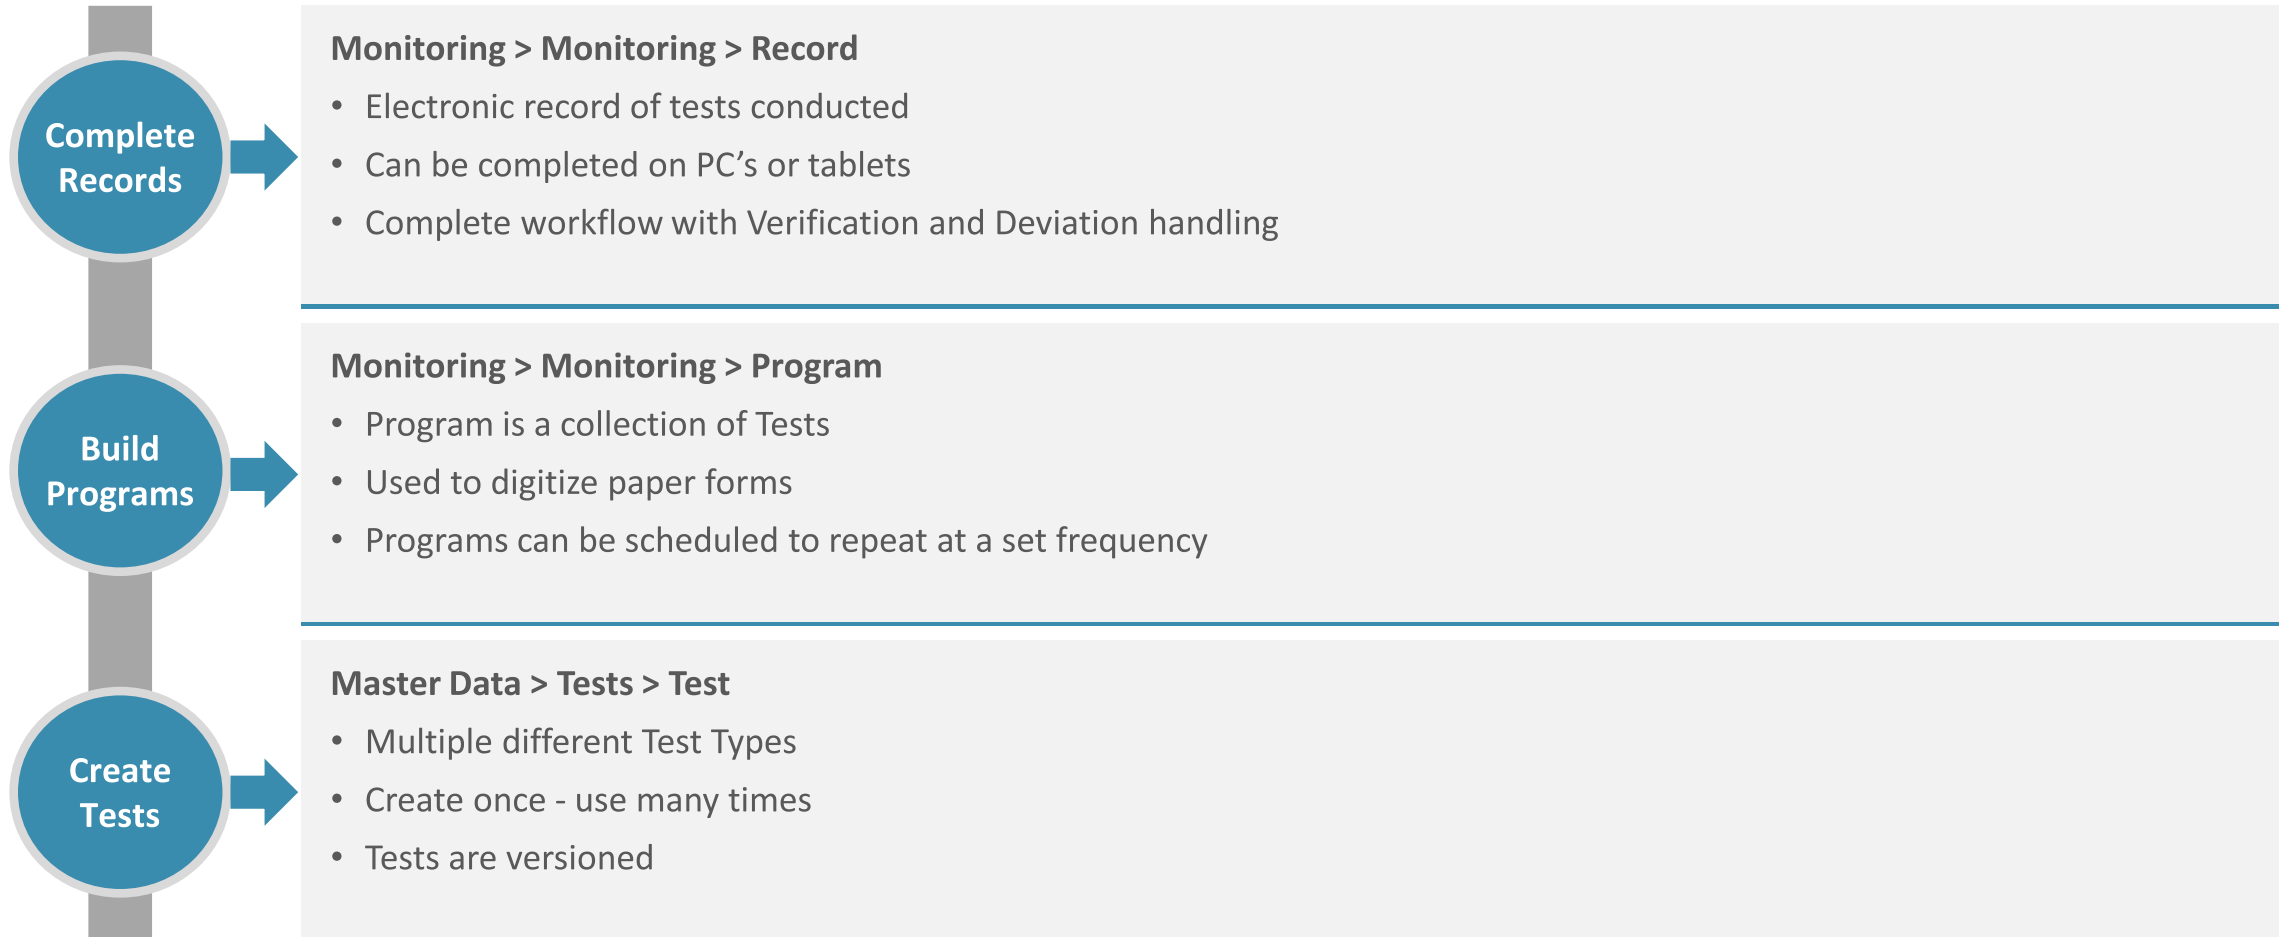 Complete
Records
Monitoring > Monitoring > Record
• Electronic record of tests conducted
• Can be completed on PC’s or tablets
• Complete workflow with Verification and Deviation handling
Build
Programs
Monitoring > Monitoring > Program
• Program is a collection of Tests
• Used to digitize paper forms
• Programs can be scheduled to repeat at a set frequency
Create
Tests
Master Data > Tests > Test
• Multiple different Test Types
• Create once - use many times
• Tests are versioned